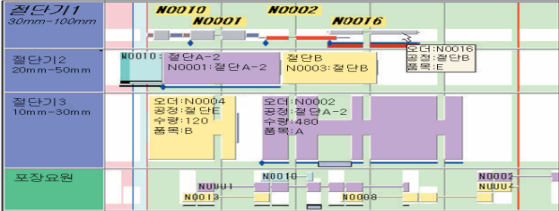 절단기1
30mm-100mm
N0010
N0002
N0001
N0016
오더:N0016
공정:절단B
품목:E
절단기2
20mm-50mm
N0010:
절단A-2
N0001:절단A-2
절단B
N0003:절단B
절단기3
10mm-30mm
오더:N0004
공정:절단E
수량:120
품목:B
오더:N0002
공정:절단A-2
수량:480
품목:A
포장요원
N0010
N0002
N0001
N0013
N0008